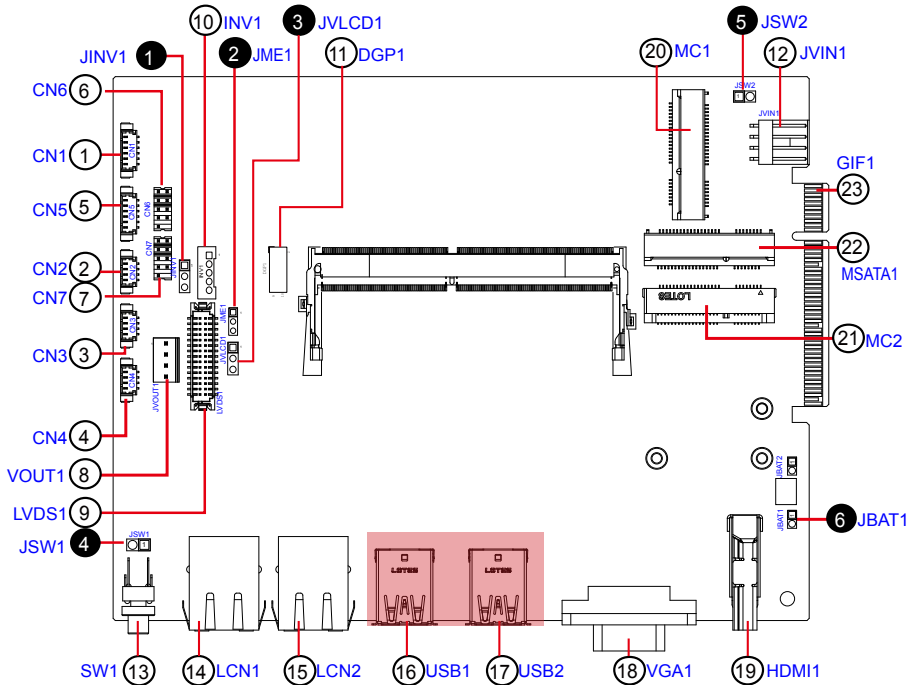 10 INV1
3 JVLCD1
5 JSW2
JINV1 1
2 JME1
11 DGP1
20 MC1
12 JVIN1
CN6 6
JSW2
JVIN1
CN1 1
CN1
GIF1
23
CN5 5
CN5
CN6
CN7
JINV1
INV1
22
MSATA1
CN2 2
CN2
CN7 7
LOTES
JME1
CN3 3
CN3
JVLCD1
21 MC2
CN4
JVOUT1
LVDS1
CN4 4
VOUT1 8
JBAT2
LVDS1 9
JBAT1
6 JBAT1
JSW1 4
JSW1
LOTES
LOTES
SW1 13
14 LCN1
15 LCN2
16 USB1
17 USB2
18 VGA1
19 HDMI1